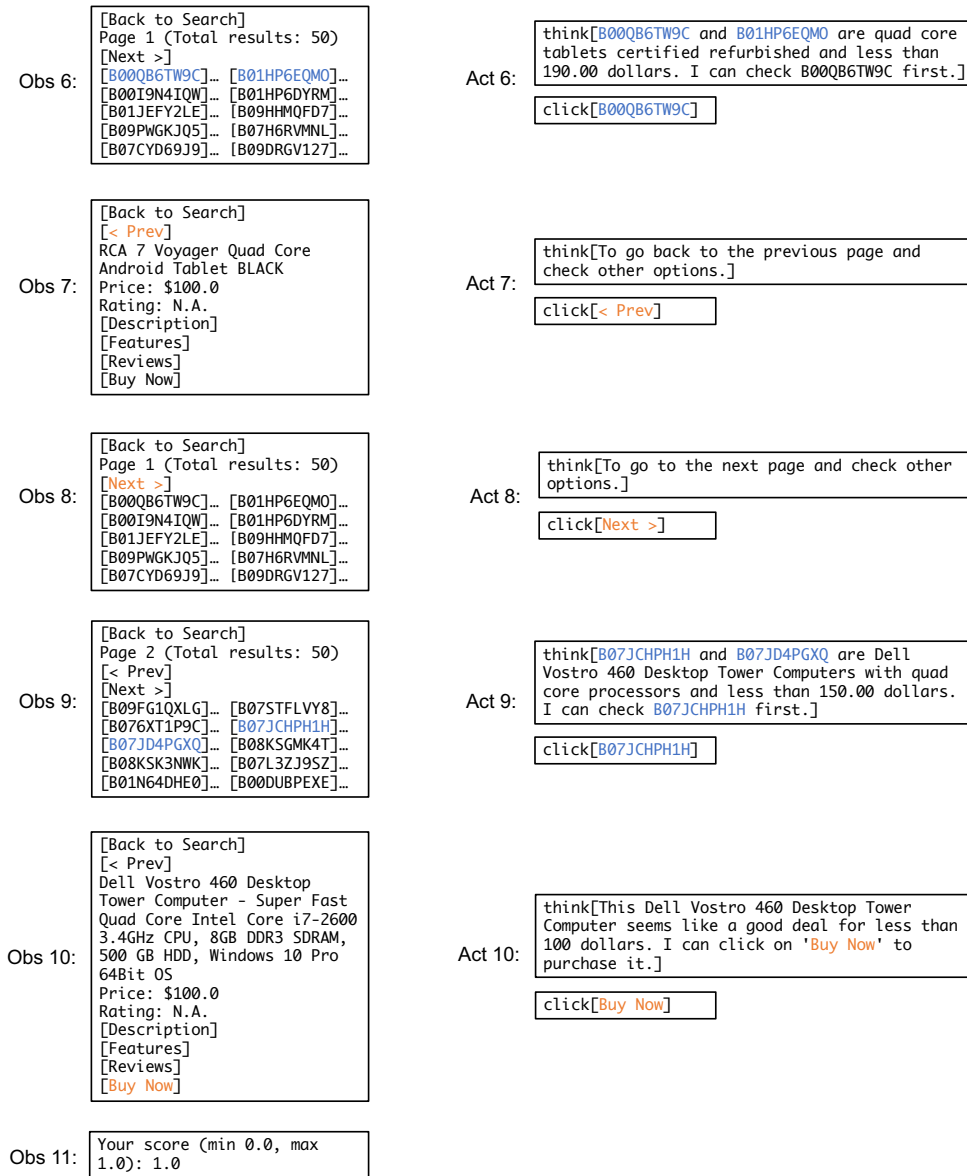 Obs 6:
[Back to Search]
Page 1 (Total results: 50)
[Next >]
[B00QB6TW9C]… [B01HP6EQMO]…
[B00I9N4IQW]… [B01HP6DYRM]…
[B01JEFY2LE]… [B09HHMQFD7]…
[B09PWGKJQ5]… [B07H6RVMNL]…
[B07CYD69J9]… [B09DRGV127]…
Act 6:
think[B00QB6TW9C and B01HP6EQMO are quad core
tablets certified refurbished and less than
190.00 dollars. I can check B00QB6TW9C first.]
click[B00QB6TW9C]
Obs 7:
[Back to Search]
[< Prev]
RCA 7 Voyager Quad Core
Android Tablet BLACK
Price: $100.0
Rating: N.A.
[Description]
[Features]
[Reviews]
[Buy Now]
Act 7:
think[To go back to the previous page and
check other options.]
click[< Prev]
Obs 8:
[Back to Search]
Page 1 (Total results: 50)
[Next >]
[B00QB6TW9C]… [B01HP6EQMO]…
[B00I9N4IQW]… [B01HP6DYRM]…
[B01JEFY2LE]… [B09HHMQFD7]…
[B09PWGKJQ5]… [B07H6RVMNL]…
[B07CYD69J9]… [B09DRGV127]…
Act 8:
think[To go to the next page and check other
options.]
click[Next >]
Obs 9:
[Back to Search]
Page 2 (Total results: 50)
[< Prev]
[Next >]
[B09FG1QXLG]… [B07STFLVY8]…
[B076XT1P9C]… [B07JCHPH1H]…
[B07JD4PGXQ]… [B08KSGMK4T]…
[B08KSK3NWK]… [B07L3ZJ9SZ]…
[B01N64DHE0]… [B00DUBPEXE]…
Act 9:
think[B07JCHPH1H and B07JD4PGXQ are Dell
Vostro 460 Desktop Tower Computers with quad
core processors and less than 150.00 dollars.
I can check B07JCHPH1H first.]
click[B07JCHPH1H]
Obs 10:
[Back to Search]
[< Prev]
Dell Vostro 460 Desktop
Tower Computer - Super Fast
Quad Core Intel Core i7-2600
3.4GHz CPU, 8GB DDR3 SDRAM,
500 GB HDD, Windows 10 Pro
64Bit OS
Price: $100.0
Rating: N.A.
[Description]
[Features]
[Reviews]
[Buy Now]
Act 10:
think[This Dell Vostro 460 Desktop Tower
Computer seems like a good deal for less than
100 dollars. I can click on 'Buy Now' to
purchase it.]
click[Buy Now]
Obs 11:
Your score (min 0.0, max
1.0): 1.0